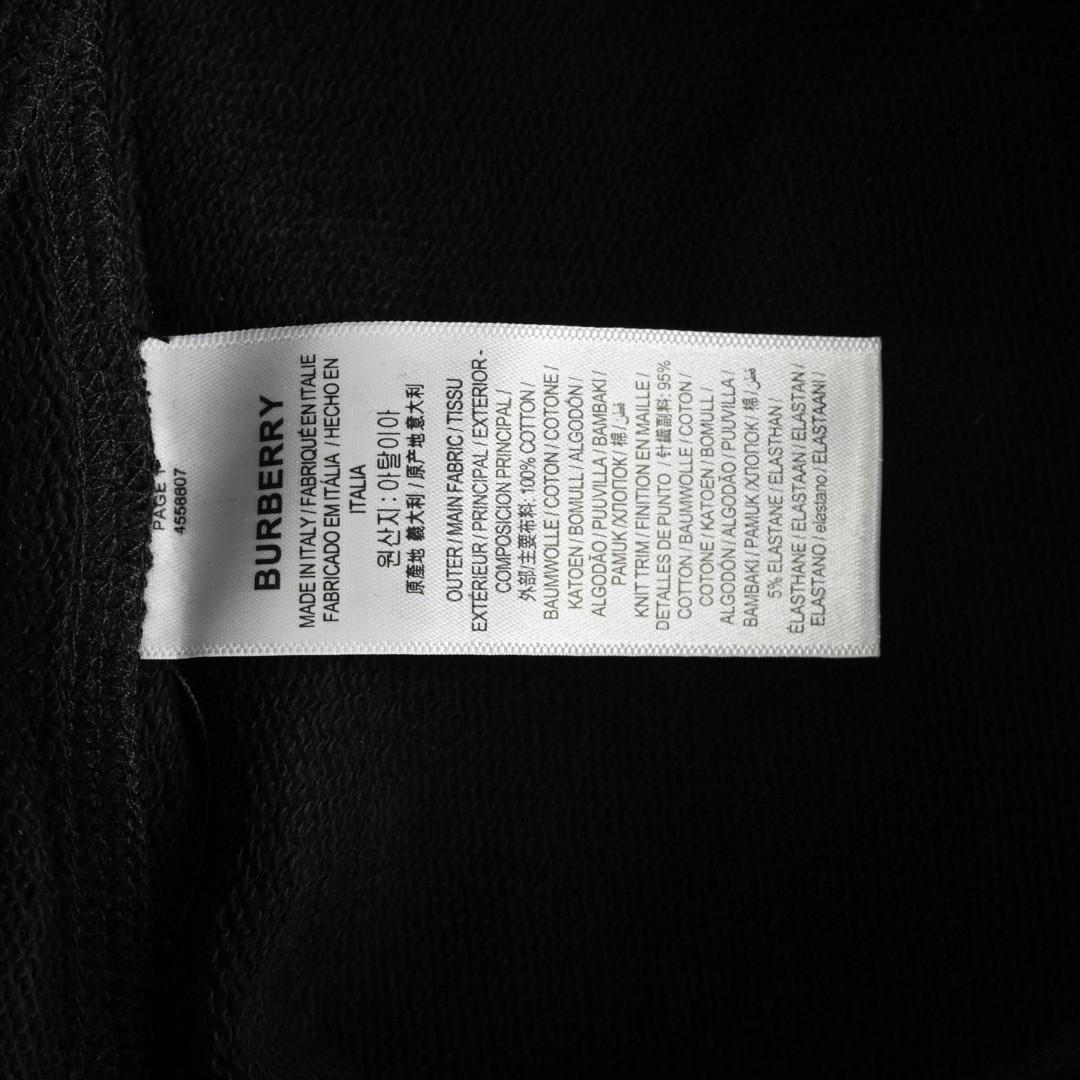 PAGE 1
4558807
BURBERRY
MADE IN ITALY / FABRIQUÉ EN ITALIE
FABRICADO EM ITÁLIA / HECHO EN
ITALIA
원산지 : 아탈이아
原產地 義大利 / 原产地意大利
OUTER / MAIN FABRIC / TISSU
EXTÉRIEUR / PRINCIPAL / EXTERIOR -
COMPOSICION PRINCIPAL /
外部/主要布料: 100% COTTON /
BAUMWOLLE / COTON / COTONE /
KATOEN / BOMULL / ALGODÓN /
ALGODÃO / PUUVILLA / BAMBAKI /
PAMUK / ХЛОПОК / 棉 / قطن
KNIT TRIM / FINITION EN MAILLE /
DETALLES DE PUNTO / 针織副料: 95%
COTTON / BAUMWOLLE / COTON /
COTONE / KATOEN / BOMULL /
ALGODÓN / ALGODÃO / PUUVILLA /
BAMBAKI / PAMUK /ХЛОПОК 棉 / قطن
5% ELASTANE / ELASTHAN /
ÉLASTHANE / ELASTAAN / ELASTAN /
ELASTANO / elastano / ELASTAANI /